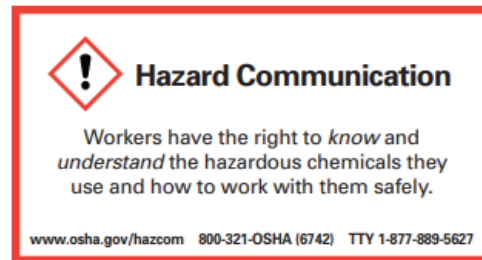 Hazard Communication
Workers have the right to know and
understand the hazardous chemicals they
use and how to work with them safely.
www.osha.gov/hazcom 800-321-OSHA (6742) TTY 1-877-889-5627